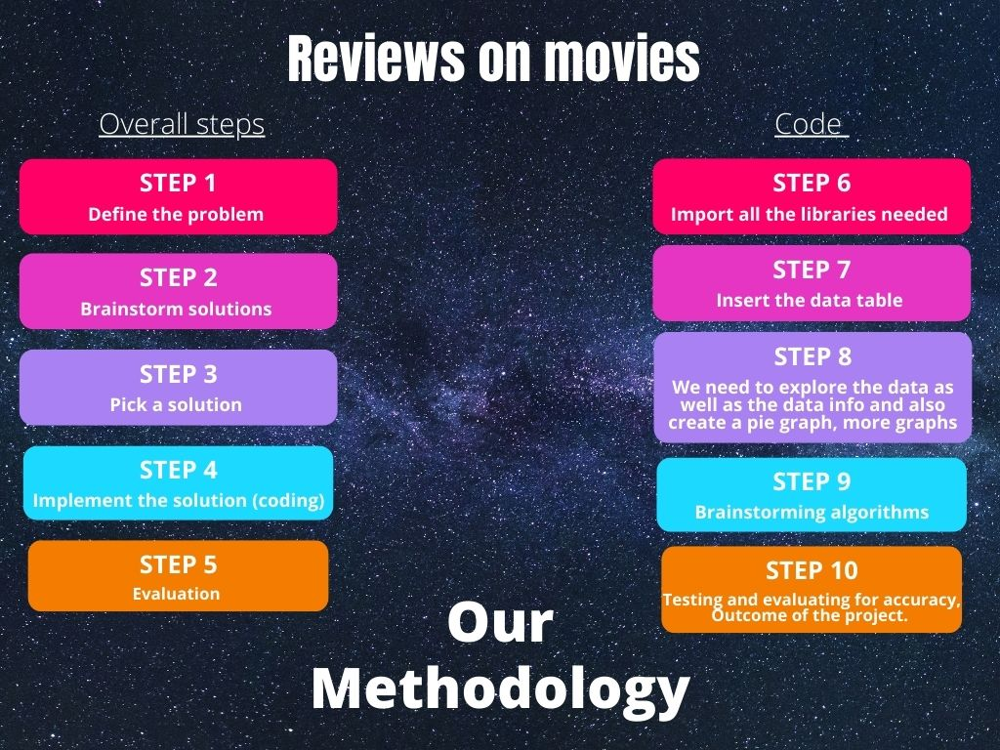 Reviews on movies
Overall steps
STEP 1
Define the problem
STEP 2
Brainstorm solutions
STEP 3
Pick a solution
STEP 4
Implement the solution (coding)
STEP 5
Evaluation
Code
STEP 6
Import all the libraries needed
STEP 7
Insert the data table
STEP 8
We need to explore the data as
well as the data info and also
create a pie graph, more graphs
STEP 9
Brainstorming algorithms
STEP 10
Testing and evaluating for accuracy,
Outcome of the project.
Our
Methodology